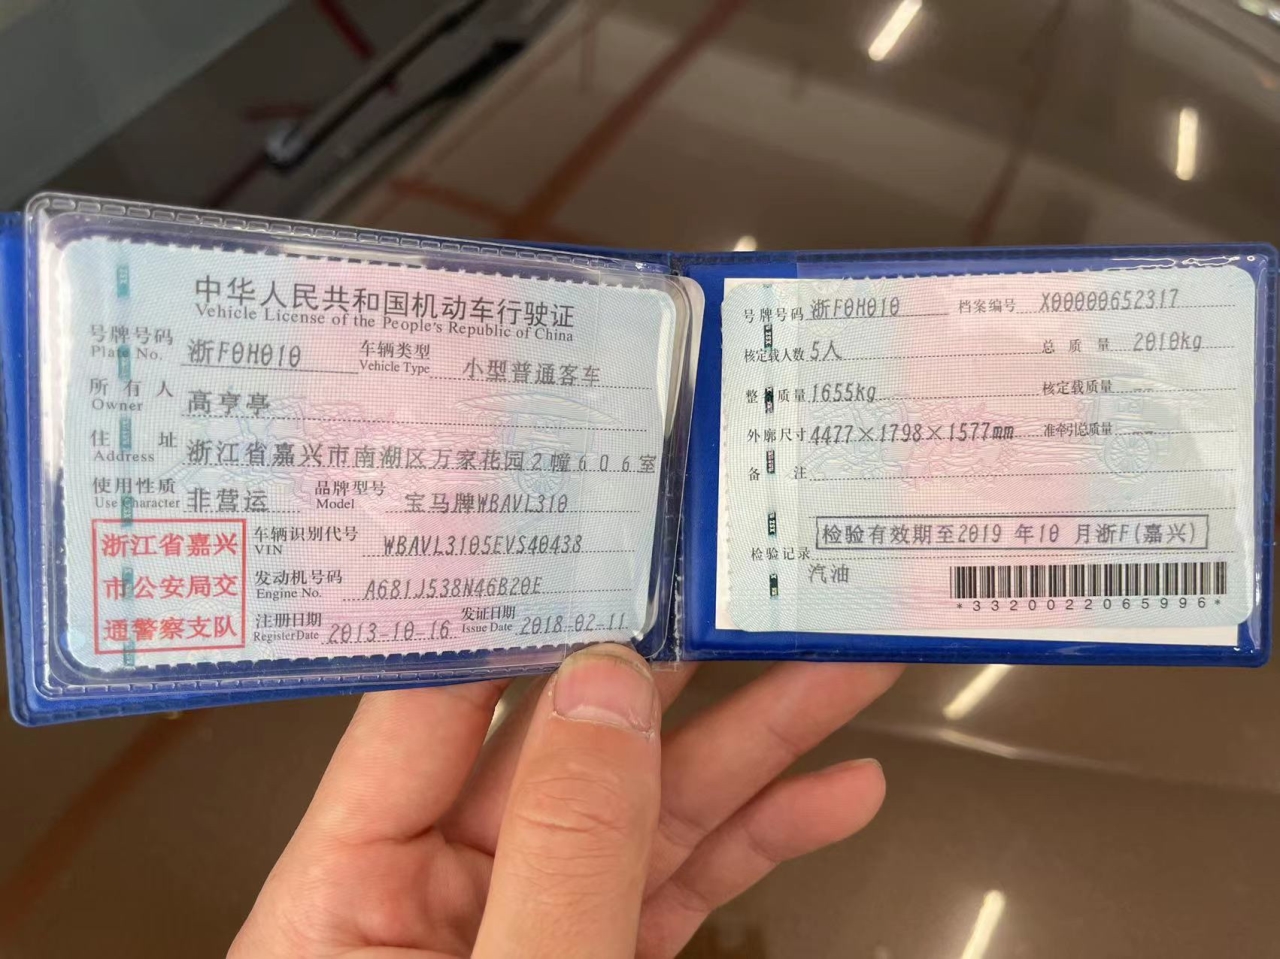 中华人民共和国机动车行驶证
Vehicle License of the People's Republic of China
号牌号码 浙F0H010 车辆类型 小型普通客车
Plate No. Vehicle Type
所有人 高亨亭
Owner
住址 浙江省嘉兴市南湖区万家花园2幢606室
Address
使用性质 非营运 品牌型号 宝马牌WBAVL310
Use Character Model
浙江省嘉兴
市公安局交
通警察支队
车辆识别代号 WBAVL3105EVS40438
VIN
发动机号码 A681J538N46B20E
Engine No.
注册日期 2013-10-16 发证日期 2018-02-11
Register Date Issue Date
号牌号码 浙F0H010 档案编号 X00000652317
核定载人数 5人 总质量 2010kg
整备质量 1655kg 核定载质量
外廓尺寸 4477×1798×1577mm 准牵引总质量
备注
检验有效期至2019 年10 月浙F(嘉兴)
检验记录
汽油
*3320022065996*